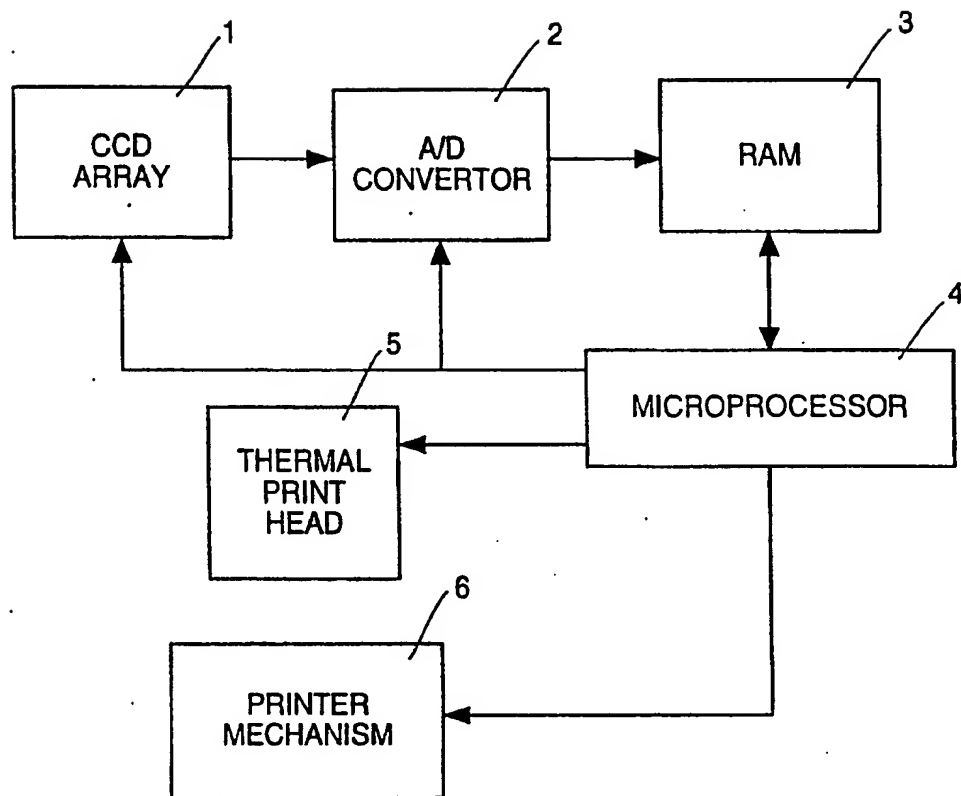 1
2
3
CCD
ARRAY
A/D
CONVERTOR
RAM
4
MICROPROCESSOR
5
THERMAL
PRINT
HEAD
6
PRINTER
MECHANISM